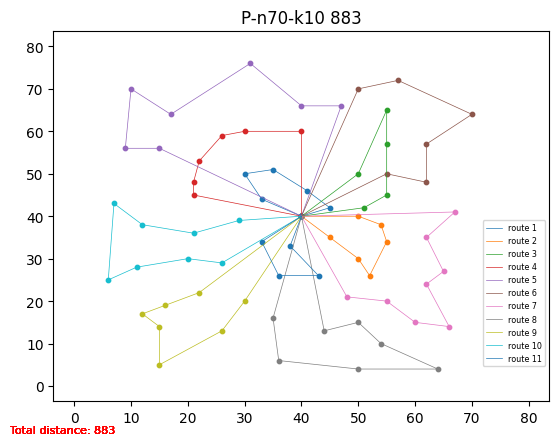 P-n70-k10 883
80
70
60
50
40
30
20
10
0
0 10 20 30 40 50 60 70 80
route 1
route 2
route 3
route 4
route 5
route 6
route 7
route 8
route 9
route 10
route 11
Total distance: 883